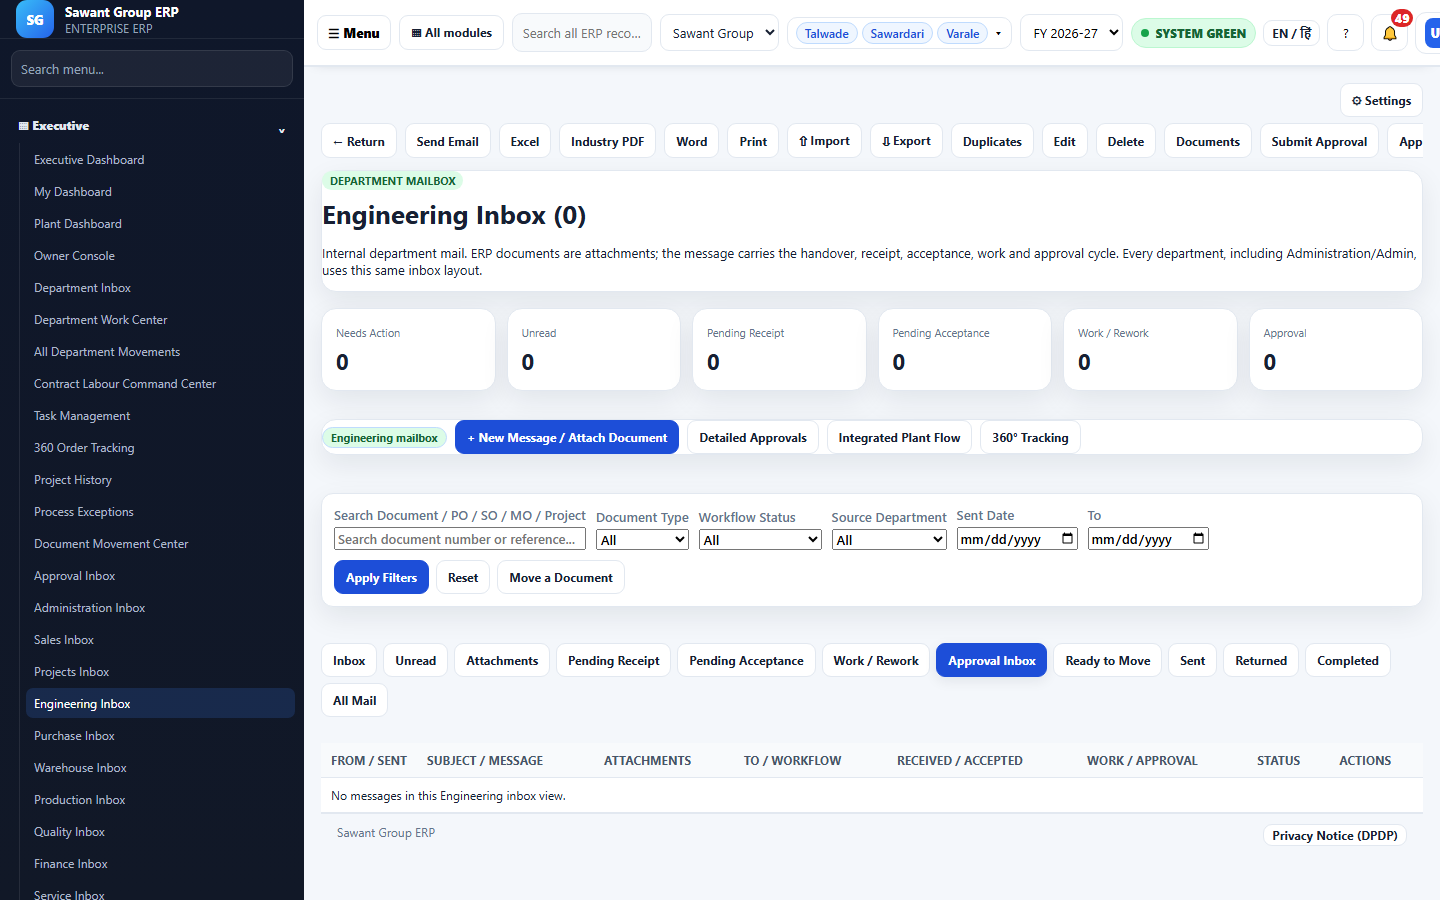 SG
Sawant Group ERP
ENTERPRISE ERP
Search menu...
Executive
Executive Dashboard
My Dashboard
Plant Dashboard
Owner Console
Department Inbox
Department Work Center
All Department Movements
Contract Labour Command Center
Task Management
360 Order Tracking
Project History
Process Exceptions
Document Movement Center
Approval Inbox
Administration Inbox
Sales Inbox
Projects Inbox
Engineering Inbox
Purchase Inbox
Warehouse Inbox
Production Inbox
Quality Inbox
Finance Inbox
Service Inbox
☰ Menu
All modules
Search all ERP reco...
Sawant Group
Talwade Sawardari Varale
FY 2026-27
SYSTEM GREEN
EN / हिं
?
49
U
⚙ Settings
← Return
Send Email
Excel
Industry PDF
Word
Print
⇧ Import
⇩ Export
Duplicates
Edit
Delete
Documents
Submit Approval
App
DEPARTMENT MAILBOX
Engineering Inbox (0)
Internal department mail. ERP documents are attachments; the message carries the handover, receipt, acceptance, work and approval cycle. Every department, including Administration/Admin,
uses this same inbox layout.
Needs Action
0
Unread
0
Pending Receipt
0
Pending Acceptance
0
Work / Rework
0
Approval
0
Engineering mailbox
+ New Message / Attach Document
Detailed Approvals
Integrated Plant Flow
360° Tracking
Search Document / PO / SO / MO / Project
Search document number or reference...
Document Type
All
Workflow Status
All
Source Department
All
Sent Date
mm/dd/yyyy
To
mm/dd/yyyy
Apply Filters
Reset
Move a Document
Inbox
Unread
Attachments
Pending Receipt
Pending Acceptance
Work / Rework
Approval Inbox
Ready to Move
Sent
Returned
Completed
All Mail
FROM / SENT SUBJECT / MESSAGE ATTACHMENTS TO / WORKFLOW RECEIVED / ACCEPTED WORK / APPROVAL STATUS ACTIONS
No messages in this Engineering inbox view.
Sawant Group ERP
Privacy Notice (DPDP)